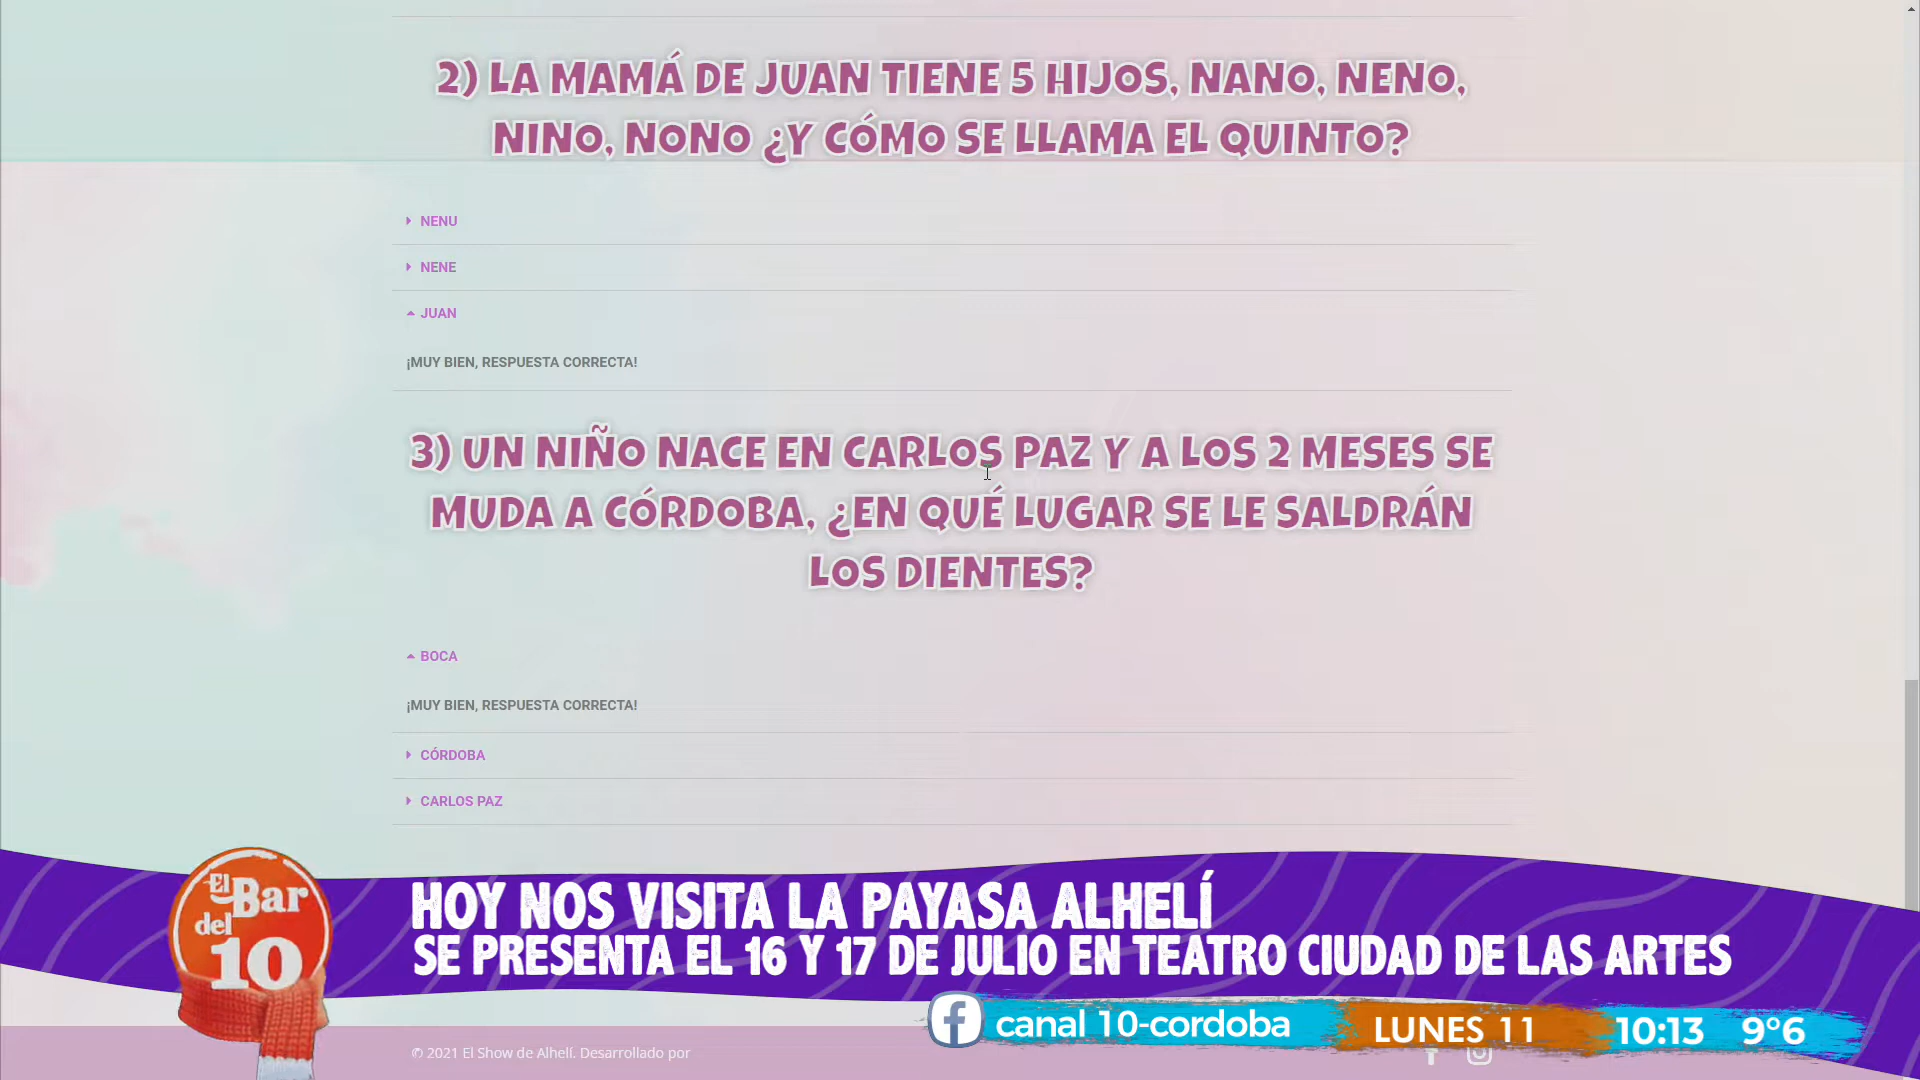 2) LA MAMÁ DE JUAN TIENE 5 HIJOS, NANO, NENO,
NINO, NONO ¿Y CÓMO SE LLAMA EL QUINTO?
NENU
NENE
JUAN
¡MUY BIEN, RESPUESTA CORRECTA!
3) UN NIÑO NACE EN CARLOS PAZ Y A LOS 2 MESES SE
MUDA A CÓRDOBA, ¿EN QUÉ LUGAR SE LE SALDRÁN
LOS DIENTES?
BOCA
¡MUY BIEN, RESPUESTA CORRECTA!
CÓRDOBA
CARLOS PAZ
El Bar
del
10
HOY NOS VISITA LA PAYASA ALHELÍ
SE PRESENTA EL 16 Y 17 DE JULIO EN TEATRO CIUDAD DE LAS ARTES
canal 10-cordoba
LUNES 11
10:13
9°6
© 2021 El Show de Alhelí. Desarrollado por